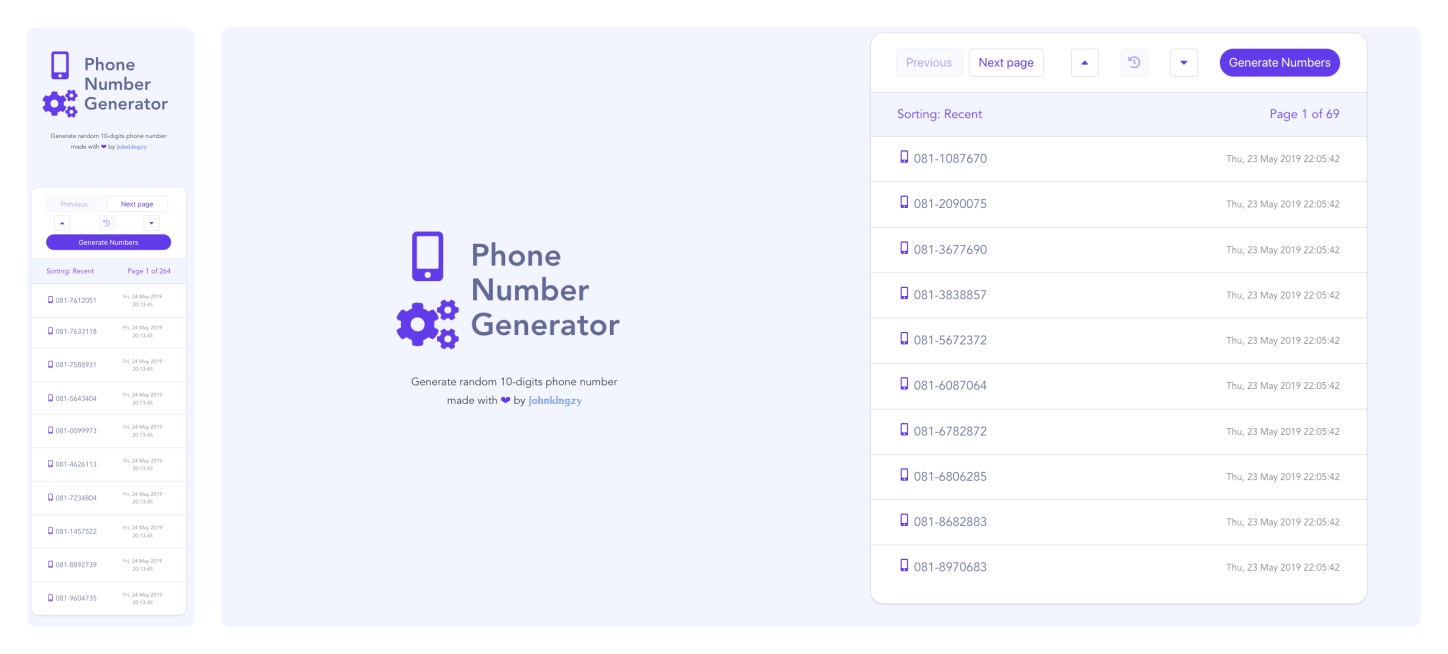 Phone
Number
Generator
Generate random 10-digits phone number
made with ❤ by johnkingzy
Previous Next page
Generate Numbers
Sorting: Recent Page 1 of 264
081-7612051 Fri, 24 May 2019
20:13:45
081-7633118 Fri, 24 May 2019
20:13:45
081-7588931 Fri, 24 May 2019
20:13:45
081-5643404 Fri, 24 May 2019
20:13:45
081-0099973 Fri, 24 May 2019
20:13:45
081-4626113 Fri, 24 May 2019
20:13:45
081-7234804 Fri, 24 May 2019
20:13:45
081-1457522 Fri, 24 May 2019
20:13:45
081-8892739 Fri, 24 May 2019
20:13:45
081-9604735 Fri, 24 May 2019
20:13:45
Phone
Number
Generator
Generate random 10-digits phone number
made with ❤ by johnkingzy
Previous Next page Generate Numbers
Sorting: Recent Page 1 of 69
081-1087670 Thu, 23 May 2019 22:05:42
081-2090075 Thu, 23 May 2019 22:05:42
081-3677690 Thu, 23 May 2019 22:05:42
081-3838857 Thu, 23 May 2019 22:05:42
081-5672372 Thu, 23 May 2019 22:05:42
081-6087064 Thu, 23 May 2019 22:05:42
081-6782872 Thu, 23 May 2019 22:05:42
081-6806285 Thu, 23 May 2019 22:05:42
081-8682883 Thu, 23 May 2019 22:05:42
081-8970683 Thu, 23 May 2019 22:05:42